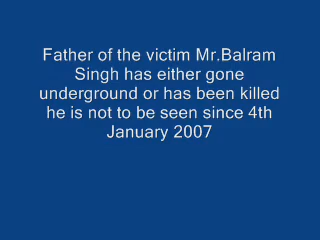 Father of the victim Mr.Balram
Singh has either gone
underground or has been killed
he is not to be seen since 4th
January 2007